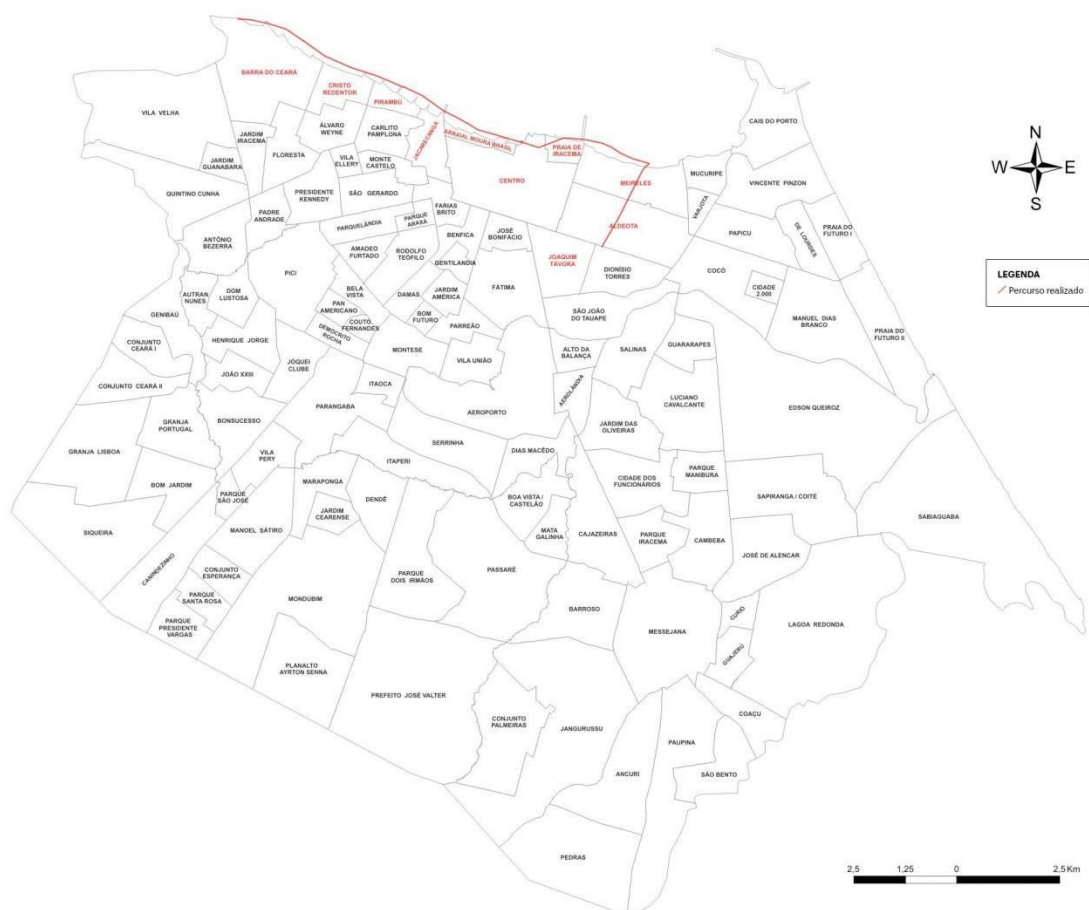 BARRA DO CEARÁ
CRISTO
REDENTOR
PIRAMBÚ
VILA VELHA
JARDIM
IRACEMA
ÁLVARO
WEYNE
CARLITO
PAMPLONA
JACARECANGA
ARRAIAL MOURA BRASIL
PRAIA DE
IRACEMA
CAIS DO PORTO
N
W
E
S
FLORESTA
JARDIM
GUANABARA
VILA
ELLERY
MONTE
CASTELO
CENTRO
MEIRELES
MUCURIPE
VINCENTE PINZON
QUINTINO CUNHA
PRESIDENTE
KENNEDY
SÃO GERARDO
VARJOTA
PADRE
ANDRADE
PARQUELÂNDIA
PARQUE
ARAXÁ
FARIAS
BRITO
ALDEOTA
PAPICU
DE LOURDES
PRAIA DO
FUTURO I
ANTÔNIO
BEZERRA
AMADEO
FURTADO
RODOLFO
TEÓFILO
BENFICA
JOSÉ
BONIFÁCIO
GENTILANDIA
JOAQUIM
TÁVORA
DIONÍSIO
TORRES
COCÓ
LEGENDA
Percurso realizado
PICI
AUTRAN
NUNES
DOM
LUSTOSA
BELA
VISTA
DAMAS
JARDIM
AMÉRICA
FÁTIMA
CIDADE
2.000
GENIBAÚ
PAN
AMERICANO
COUTO
FERNANDES
DEMÓCRITO
ROCHA
BOM
FUTURO
PARREÃO
SÃO JOÃO
DO TAUAPE
MANUEL DIAS
BRANCO
PRAIA DO
FUTURO II
CONJUNTO
CEARÁ I
HENRIQUE JORGE
JÓQUEI
CLUBE
MONTESE
VILA UNIÃO
ALTO DA
BALANÇA
SALINAS
GUARARAPES
JOÃO XXIII
CONJUNTO CEARÁ II
ITAOCA
AEROLÂNDIA
LUCIANO
CAVALCANTE
PARANGABA
AEROPORTO
EDSON QUEIROZ
GRANJA
PORTUGAL
BONSUCESSO
JARDIM DAS
OLIVEIRAS
GRANJA LISBOA
VILA
PERY
ITAPERI
SERRINHA
DIAS MACÊDO
BOM JARDIM
PARQUE
SÃO JOSÉ
MARAPONGA
DENDÊ
CIDADE DOS
FUNCIONÁRIOS
PARQUE
MANIBURA
BOA VISTA /
CASTELÃO
SAPIRANGA / COITÉ
JARDIM
CEARENSE
SABIAGUABA
SIQUEIRA
MANOEL SÁTIRO
MATA
GALINHA
CAJAZEIRAS
PARQUE
IRACEMA
CAMBEBA
JOSÉ DE ALENCAR
CANINDEZINHO
CONJUNTO
ESPERANÇA
PARQUE
DOIS IRMÃOS
PASSARÉ
PARQUE
SANTA ROSA
MONDUBIM
BARROSO
PARQUE
PRESIDENTE
VARGAS
MESSEJANA
CURIO
LAGOA REDONDA
GUAJERÚ
PLANALTO
AYRTON SENNA
PREFEITO JOSÉ VALTER
CONJUNTO
PALMEIRAS
JANGURUSSU
COAÇU
PAUPINA
ANCURI
SÃO BENTO
PEDRAS
2,5
1,25
0
2,5 Km